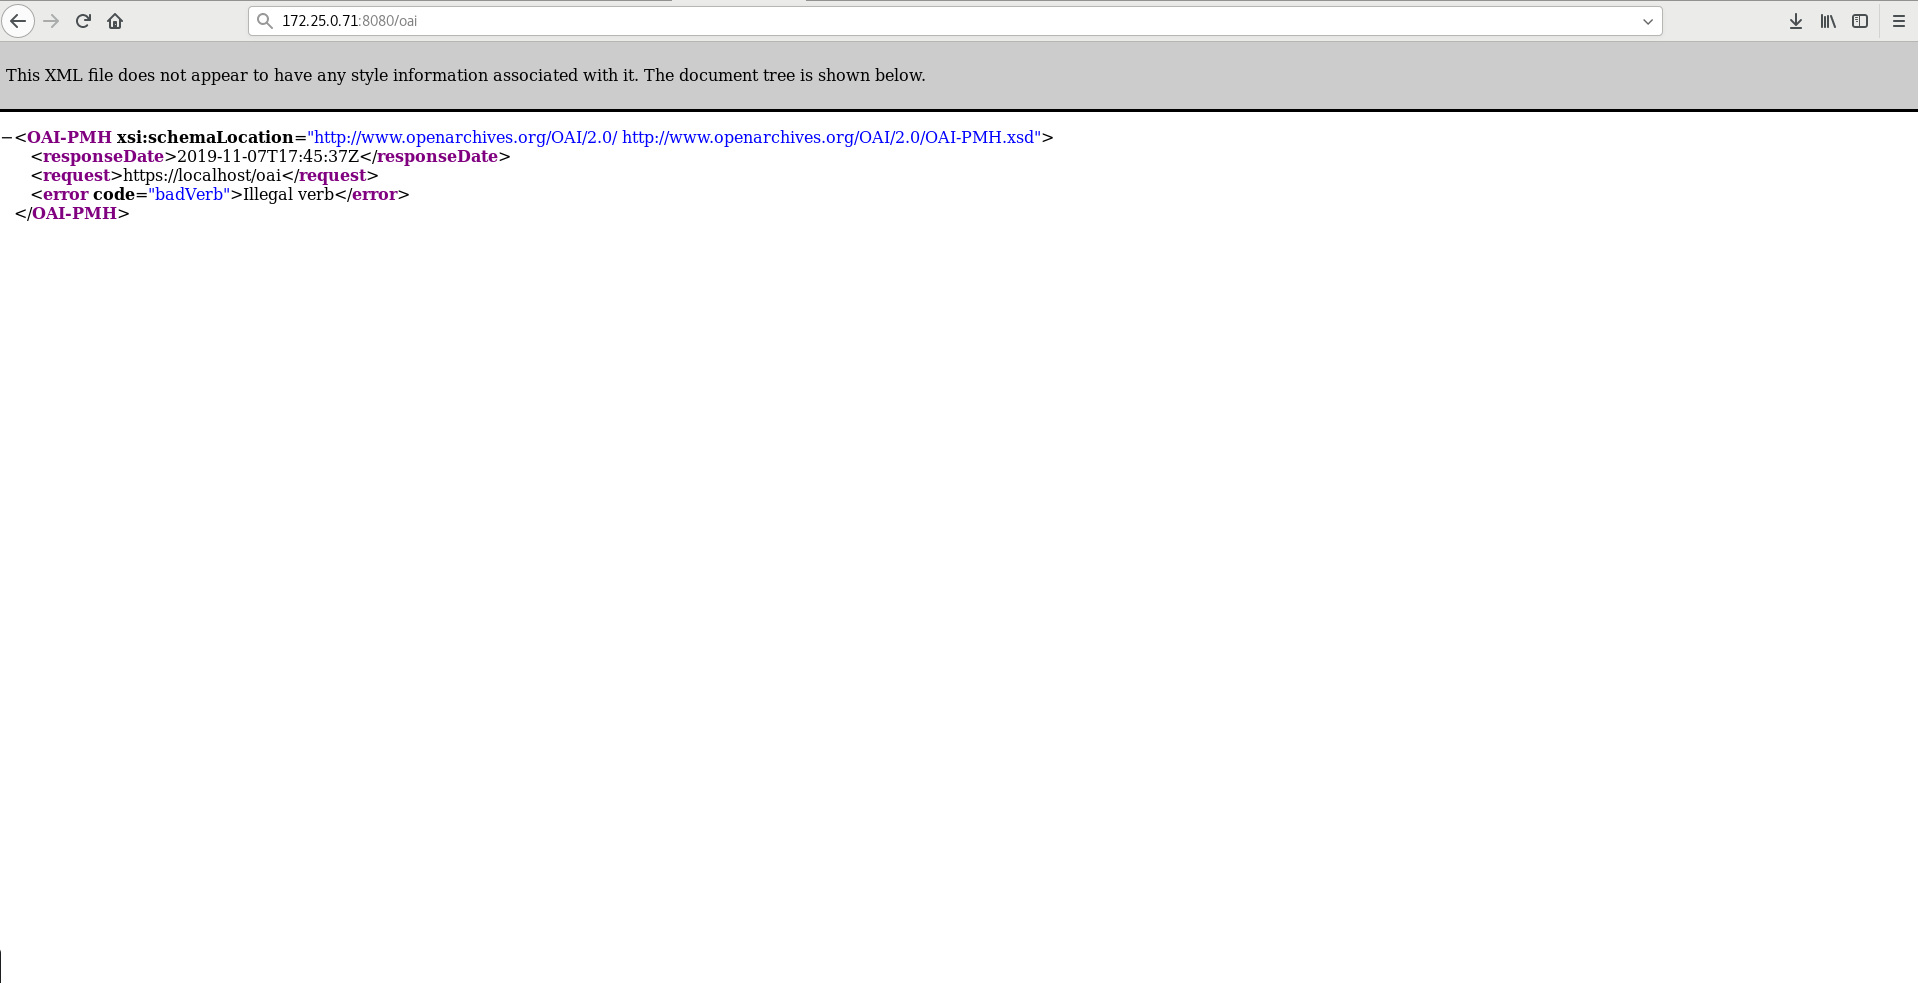 172.25.0.71:8080/oai
This XML file does not appear to have any style information associated with it. The document tree is shown below.
−<OAI-PMH xsi:schemaLocation="http://www.openarchives.org/OAI/2.0/ http://www.openarchives.org/OAI/2.0/OAI-PMH.xsd">
<responseDate>2019-11-07T17:45:37Z</responseDate>
<request>https://localhost/oai</request>
<error code="badVerb">Illegal verb</error>
</OAI-PMH>